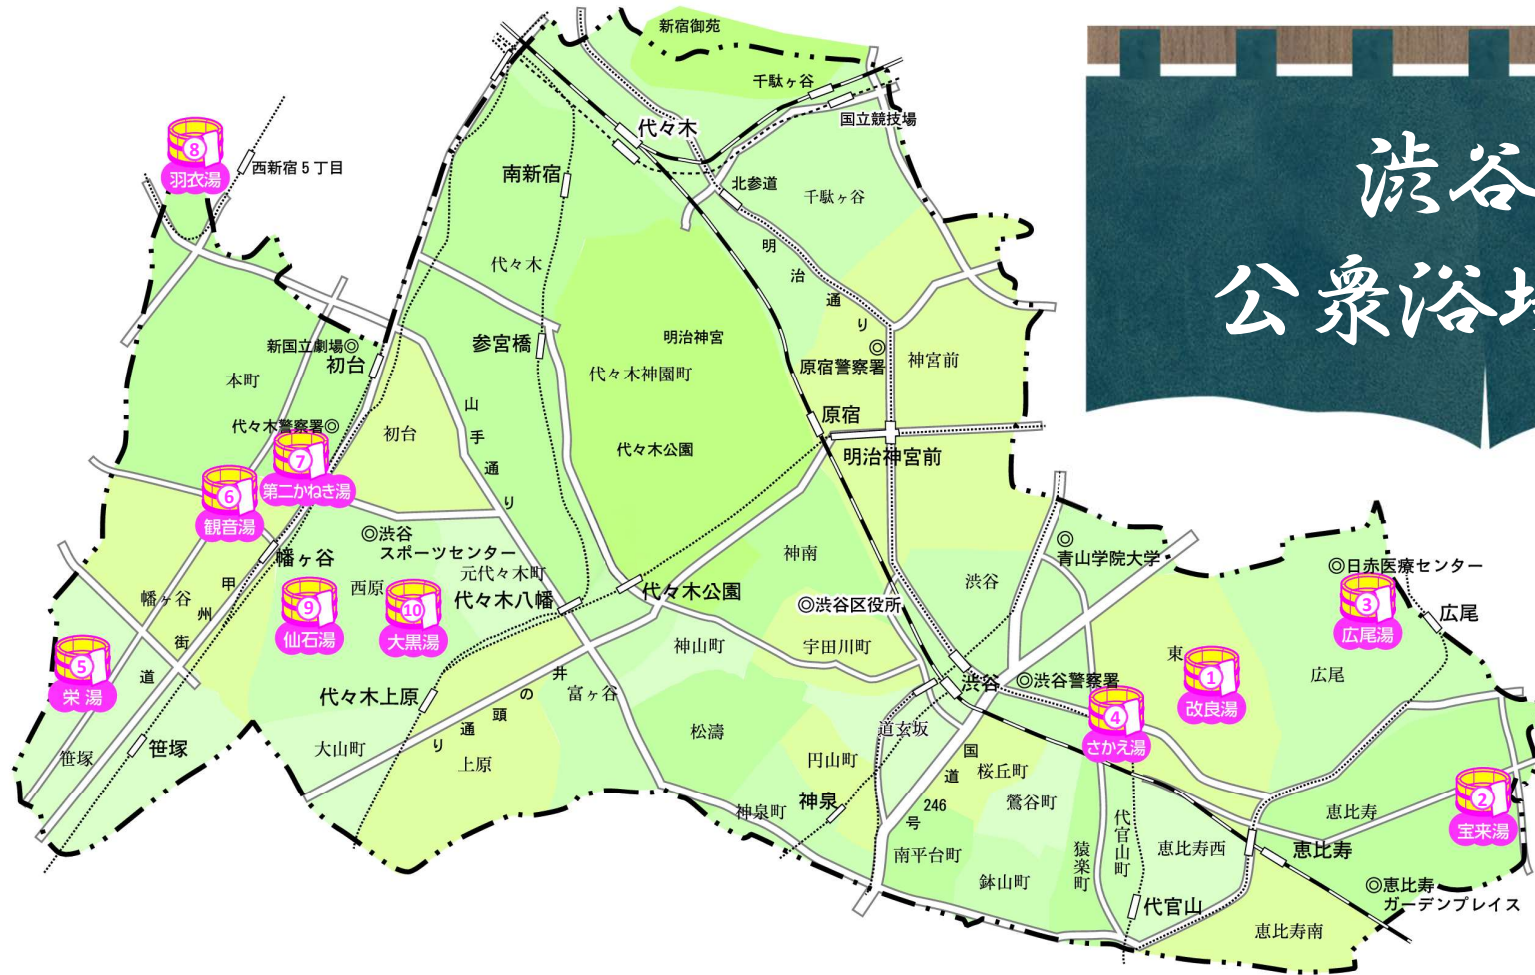 渋谷
公衆浴場
新宿御苑
千駄ヶ谷
国立競技場
代々木
北参道
千駄ヶ谷
南新宿
西新宿5丁目
8
羽衣湯
代々木
明治通り
参宮橋
明治神宮
代々木神園町
原宿警察署
神宮前
新国立劇場
初台
本町
代々木警察署
初台
山手通り
代々木公園
原宿
明治神宮前
7
第二かねき湯
6
観音湯
渋谷
スポーツセンター
幡ヶ谷
元代々木町
西原
代々木八幡
代々木公園
神南
渋谷
青山学院大学
日赤医療センター
3
広尾湯
広尾
幡ヶ谷
甲州街道
9
仙石湯
10
大黒湯
渋谷区役所
神山町
宇田川町
5
栄湯
代々木上原
井の頭通り
富ヶ谷
渋谷
渋谷警察署
東
1
改良湯
広尾
4
さかえ湯
笹塚
笹塚
大山町
上原
松濤
道玄坂
円山町
国道246号
桜丘町
鶯谷町
神泉町
神泉
南平台町
鉢山町
猿楽町
代官山町
恵比寿西
恵比寿
恵比寿
2
宝来湯
代官山
恵比寿
ガーデンプレイス
恵比寿南